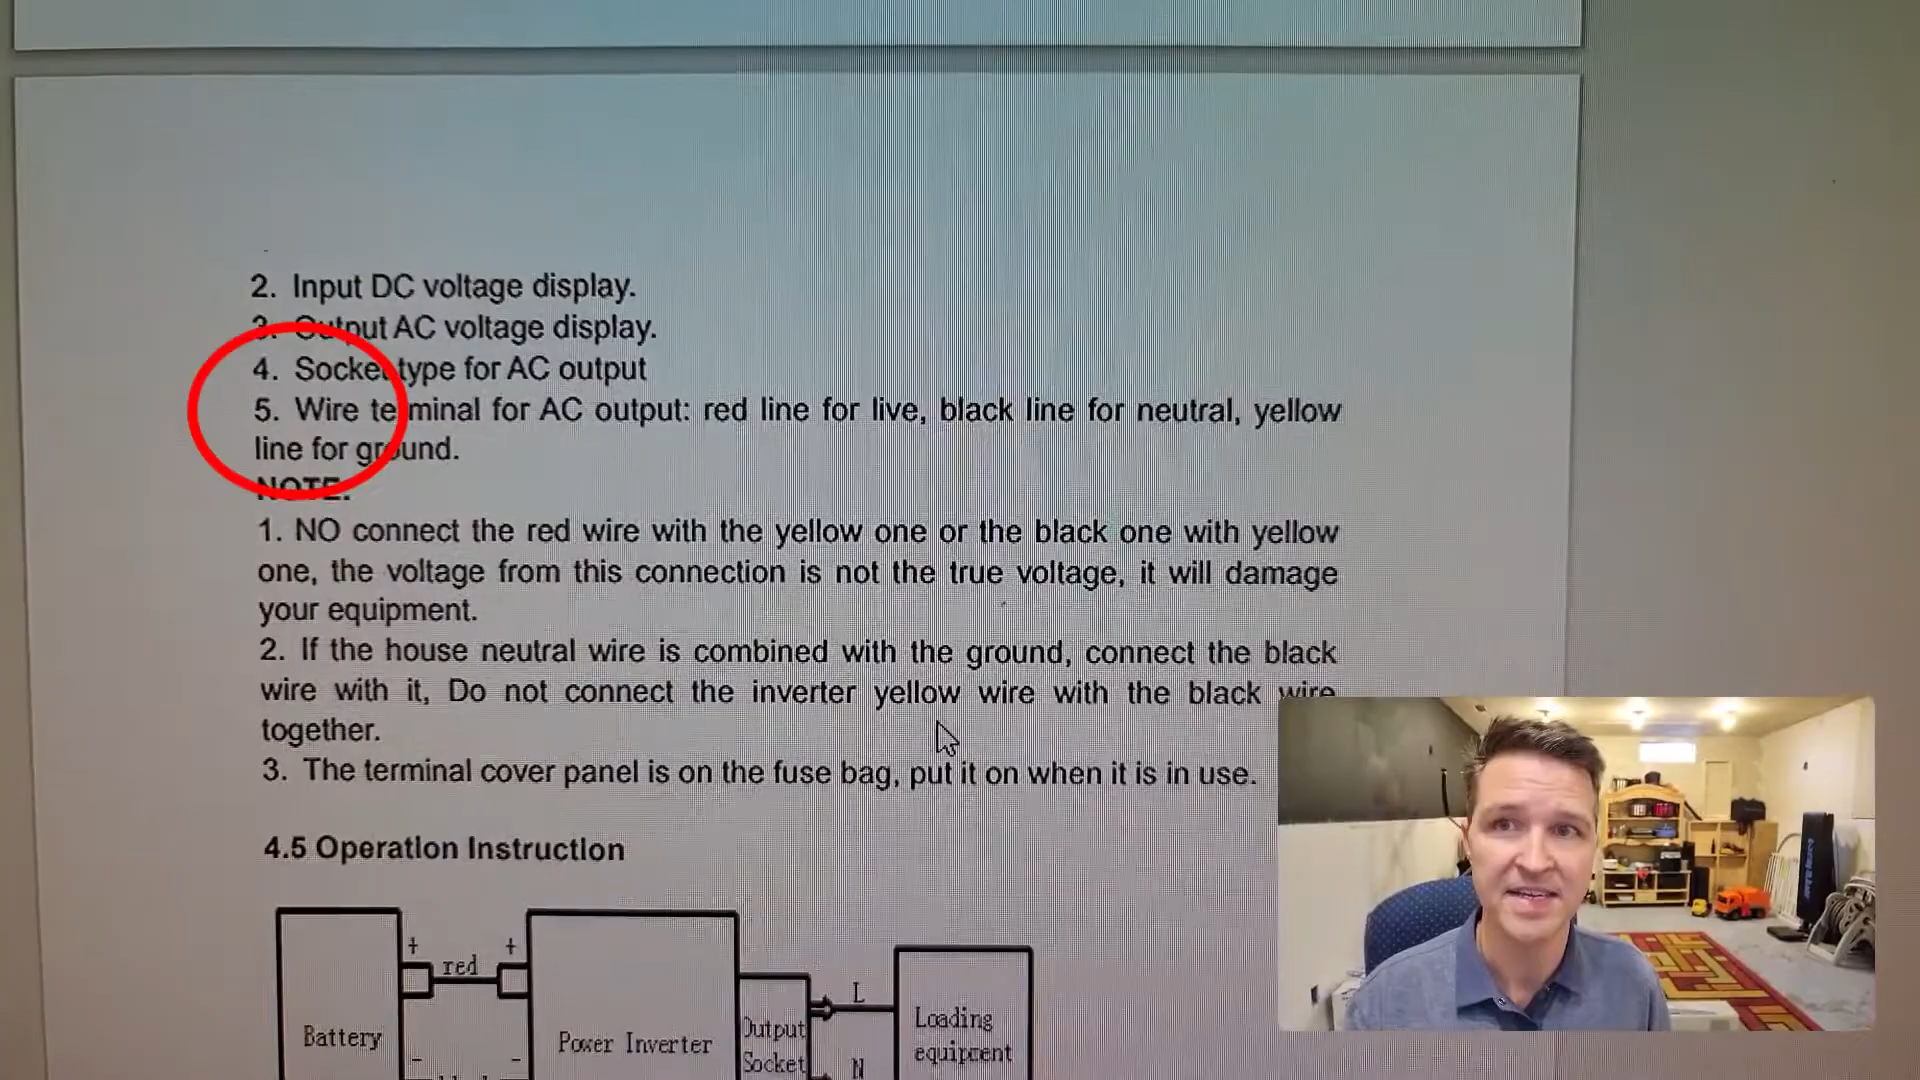 2. Input DC voltage display.
3. Output AC voltage display.
4. Socket type for AC output
5. Wire terminal for AC output: red line for live, black line for neutral, yellow
line for ground.
NOTE:
1. NO connect the red wire with the yellow one or the black one with yellow
one, the voltage from this connection is not the true voltage, it will damage
your equipment.
2. If the house neutral wire is combined with the ground, connect the black
wire with it, Do not connect the inverter yellow wire with the black wire
together.
3. The terminal cover panel is on the fuse bag, put it on when it is in use.
4.5 Operation Instruction
+ red +
L
Battery
Power Inverter
Output
Socket
Loading
equipment
- -
N